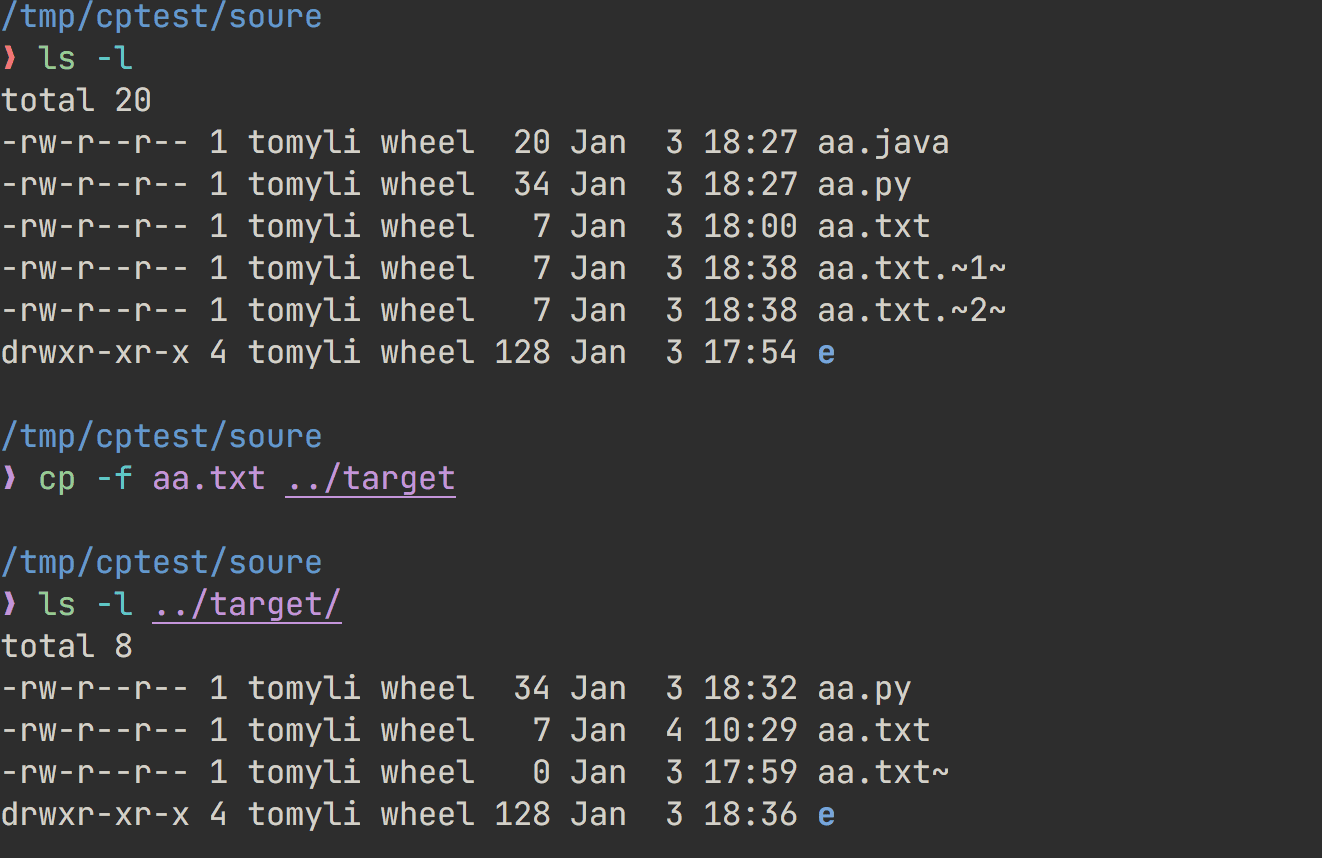 /tmp/cptest/soure
❱ ls -l
total 20
-rw-r--r-- 1 tomyli wheel  20 Jan  3 18:27 aa.java
-rw-r--r-- 1 tomyli wheel  34 Jan  3 18:27 aa.py
-rw-r--r-- 1 tomyli wheel   7 Jan  3 18:00 aa.txt
-rw-r--r-- 1 tomyli wheel   7 Jan  3 18:38 aa.txt.~1~
-rw-r--r-- 1 tomyli wheel   7 Jan  3 18:38 aa.txt.~2~
drwxr-xr-x 4 tomyli wheel 128 Jan  3 17:54 e
/tmp/cptest/soure
❱ cp -f aa.txt ../target
/tmp/cptest/soure
❱ ls -l ../target/
total 8
-rw-r--r-- 1 tomyli wheel  34 Jan  3 18:32 aa.py
-rw-r--r-- 1 tomyli wheel   7 Jan  4 10:29 aa.txt
-rw-r--r-- 1 tomyli wheel   0 Jan  3 17:59 aa.txt~
drwxr-xr-x 4 tomyli wheel 128 Jan  3 18:36 e